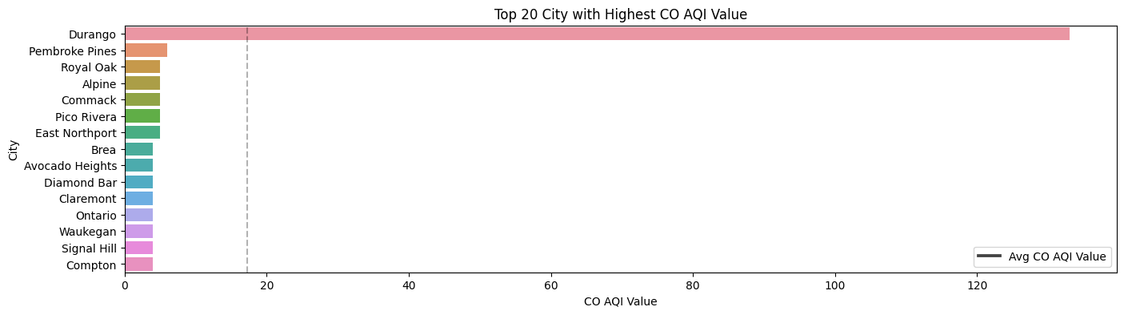 Top 20 City with Highest CO AQI Value
City
Durango
Pembroke Pines
Royal Oak
Alpine
Commack
Pico Rivera
East Northport
Brea
Avocado Heights
Diamond Bar
Claremont
Ontario
Waukegan
Signal Hill
Compton
Avg CO AQI Value
0 20 40 60 80 100 120
CO AQI Value